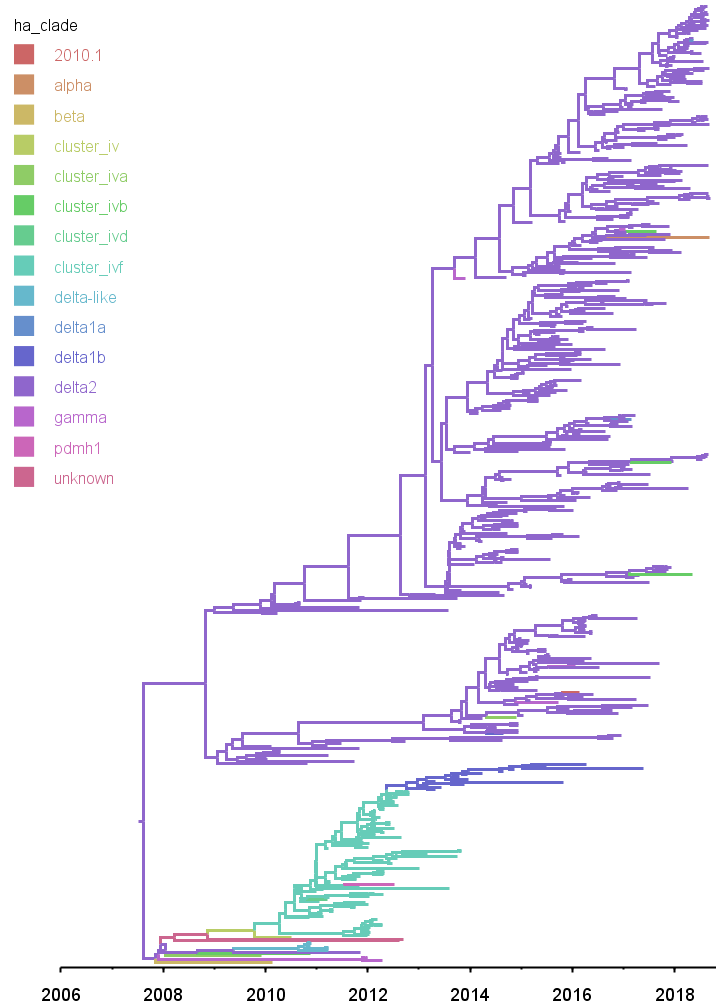 ha_clade
2010.1
alpha
beta
cluster_iv
cluster_iva
cluster_ivb
cluster_ivd
cluster_ivf
delta-like
delta1a
delta1b
delta2
gamma
pdmh1
unknown
2006 2008 2010 2012 2014 2016 2018